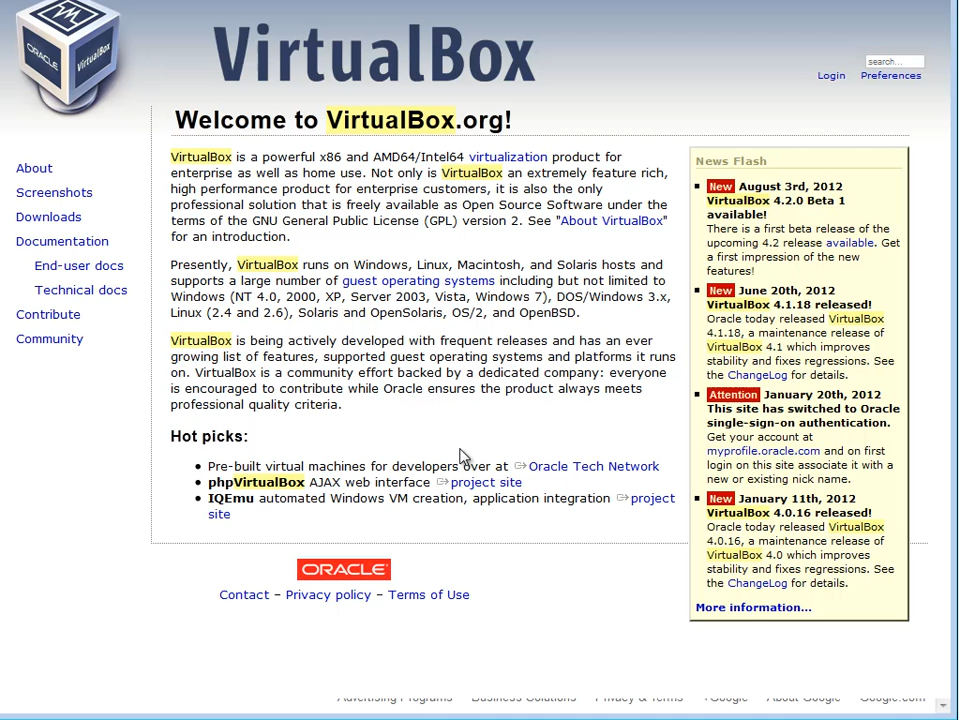 ORACLE
VirtualBox
VirtualBox
search...
Login
Preferences
Welcome to VirtualBox.org!
About
Screenshots
Downloads
Documentation
End-user docs
Technical docs
Contribute
Community
VirtualBox is a powerful x86 and AMD64/Intel64 virtualization product for
enterprise as well as home use. Not only is VirtualBox an extremely feature rich,
high performance product for enterprise customers, it is also the only
professional solution that is freely available as Open Source Software under the
terms of the GNU General Public License (GPL) version 2. See "About VirtualBox"
for an introduction.
Presently, VirtualBox runs on Windows, Linux, Macintosh, and Solaris hosts and
supports a large number of guest operating systems including but not limited to
Windows (NT 4.0, 2000, XP, Server 2003, Vista, Windows 7), DOS/Windows 3.x,
Linux (2.4 and 2.6), Solaris and OpenSolaris, OS/2, and OpenBSD.
VirtualBox is being actively developed with frequent releases and has an ever
growing list of features, supported guest operating systems and platforms it runs
on. VirtualBox is a community effort backed by a dedicated company: everyone
is encouraged to contribute while Oracle ensures the product always meets
professional quality criteria.
Hot picks:
Pre-built virtual machines for developers over at Oracle Tech Network
phpVirtualBox AJAX web interface project site
IQEmu automated Windows VM creation, application integration project
site
News Flash
New August 3rd, 2012
VirtualBox 4.2.0 Beta 1
available!
There is a first beta release of the
upcoming 4.2 release available. Get
a first impression of the new
features!
New June 20th, 2012
VirtualBox 4.1.18 released!
Oracle today released VirtualBox
4.1.18, a maintenance release of
VirtualBox 4.1 which improves
stability and fixes regressions. See
the ChangeLog for details.
Attention January 20th, 2012
This site has switched to Oracle
single-sign-on authentication.
Get your account at
myprofile.oracle.com and on first
login on this site associate it with a
new or existing nick name.
New January 11th, 2012
VirtualBox 4.0.16 released!
Oracle today released VirtualBox
4.0.16, a maintenance release of
VirtualBox 4.0 which improves
stability and fixes regressions. See
the ChangeLog for details.
More information...
ORACLE
Contact – Privacy policy – Terms of Use
Advertising Programs Business Solutions Privacy & Terms +Google About Google Google.com